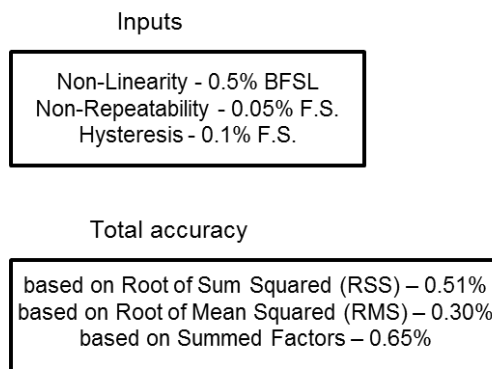 Inputs
Non-Linearity - 0.5% BFSL
Non-Repeatability - 0.05% F.S.
Hysteresis - 0.1% F.S.
Total accuracy
based on Root of Sum Squared (RSS) – 0.51%
based on Root of Mean Squared (RMS) – 0.30%
based on Summed Factors – 0.65%